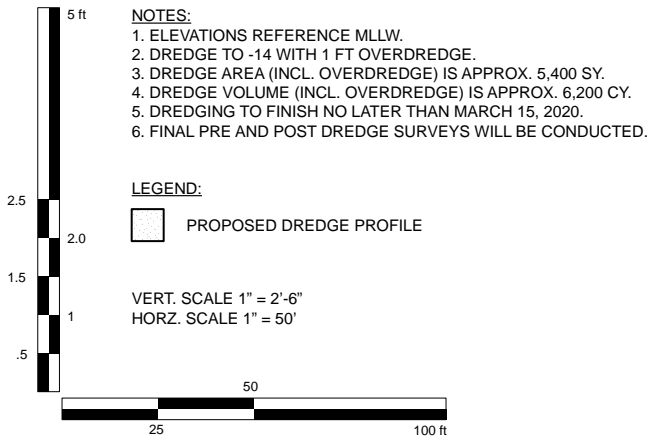 5 ft
2.5
2.0
1.5
1
.5
50
25
100 ft
NOTES:
1. ELEVATIONS REFERENCE MLLW.
2. DREDGE TO -14 WITH 1 FT OVERDREDGE.
3. DREDGE AREA (INCL. OVERDREDGE) IS APPROX. 5,400 SY.
4. DREDGE VOLUME (INCL. OVERDREDGE) IS APPROX. 6,200 CY.
5. DREDGING TO FINISH NO LATER THAN MARCH 15, 2020.
6. FINAL PRE AND POST DREDGE SURVEYS WILL BE CONDUCTED.
LEGEND:
PROPOSED DREDGE PROFILE
VERT. SCALE 1” = 2'-6”
HORZ. SCALE 1” = 50'